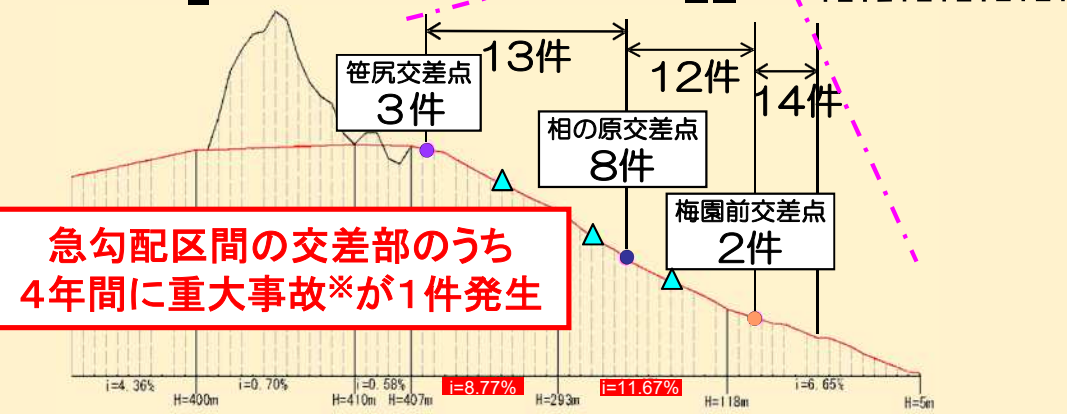 13件
12件
14件
笹尻交差点
3件
相の原交差点
8件
梅園前交差点
2件
急勾配区間の交差部のうち
4年間に重大事故※が1件発生
i=4.36%
i=0.70%
i=0.58%
i=8.77%
i=11.67%
i=6.65%
H=400m
H=410m
H=407m
H=293m
H=118m
H=5m